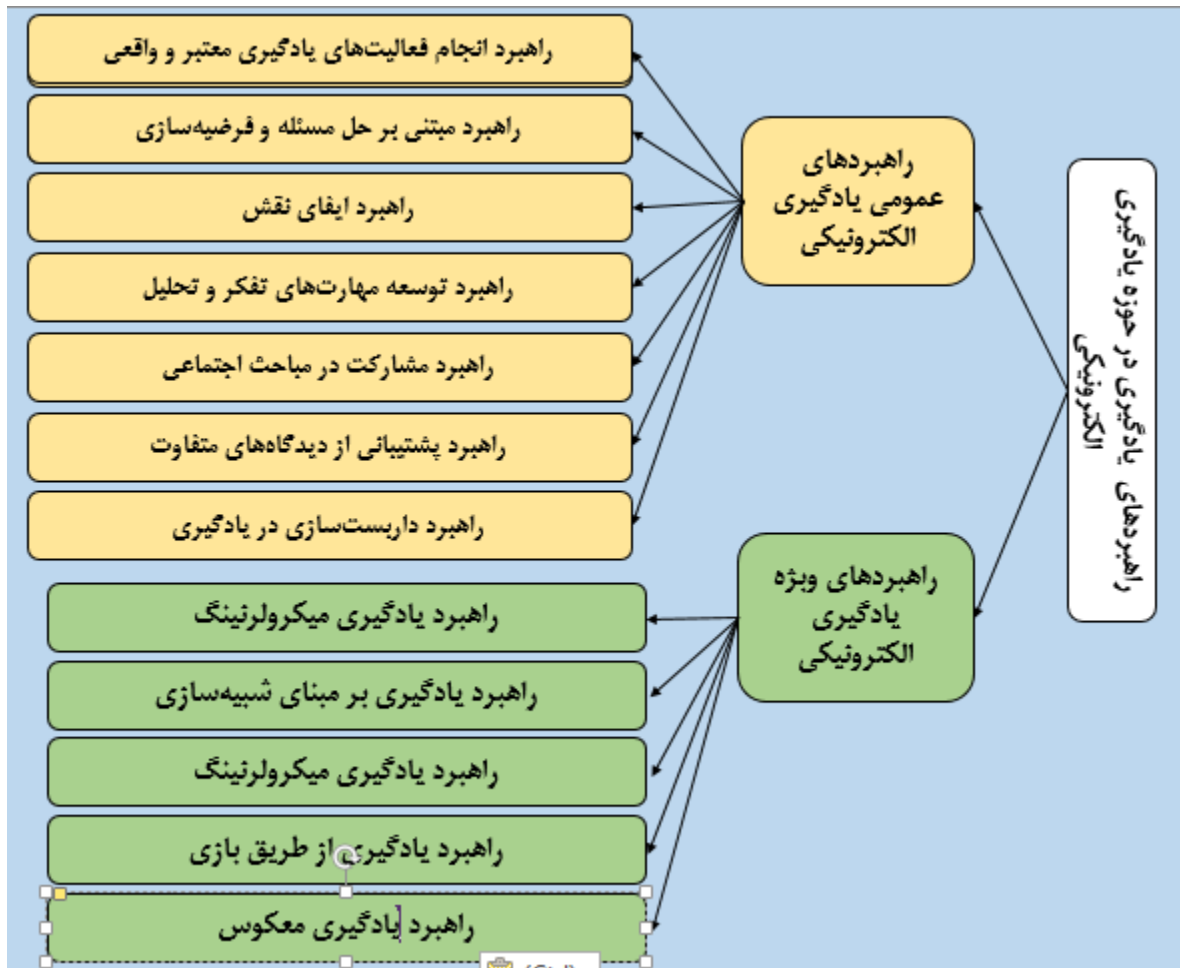 راهبردهای یادگیری در حوزه یادگیری
الکترونیکی
راهبردهای
عمومی یادگیری
الکترونیکی
راهبرد انجام فعالیت‌های یادگیری معتبر و واقعی
راهبرد مبتنی بر حل مسئله و فرضیه‌سازی
راهبرد ایفای نقش
راهبرد توسعه مهارت‌های تفکر و تحلیل
راهبرد مشارکت در مباحث اجتماعی
راهبرد پشتیبانی از دیدگاه‌های متفاوت
راهبرد داربست‌سازی در یادگیری
راهبردهای ویژه
یادگیری
الکترونیکی
راهبرد یادگیری میکرولرنینگ
راهبرد یادگیری بر مبنای شبیه‌سازی
راهبرد یادگیری میکرولرنینگ
راهبرد یادگیری از طریق بازی
راهبرد یادگیری معکوس